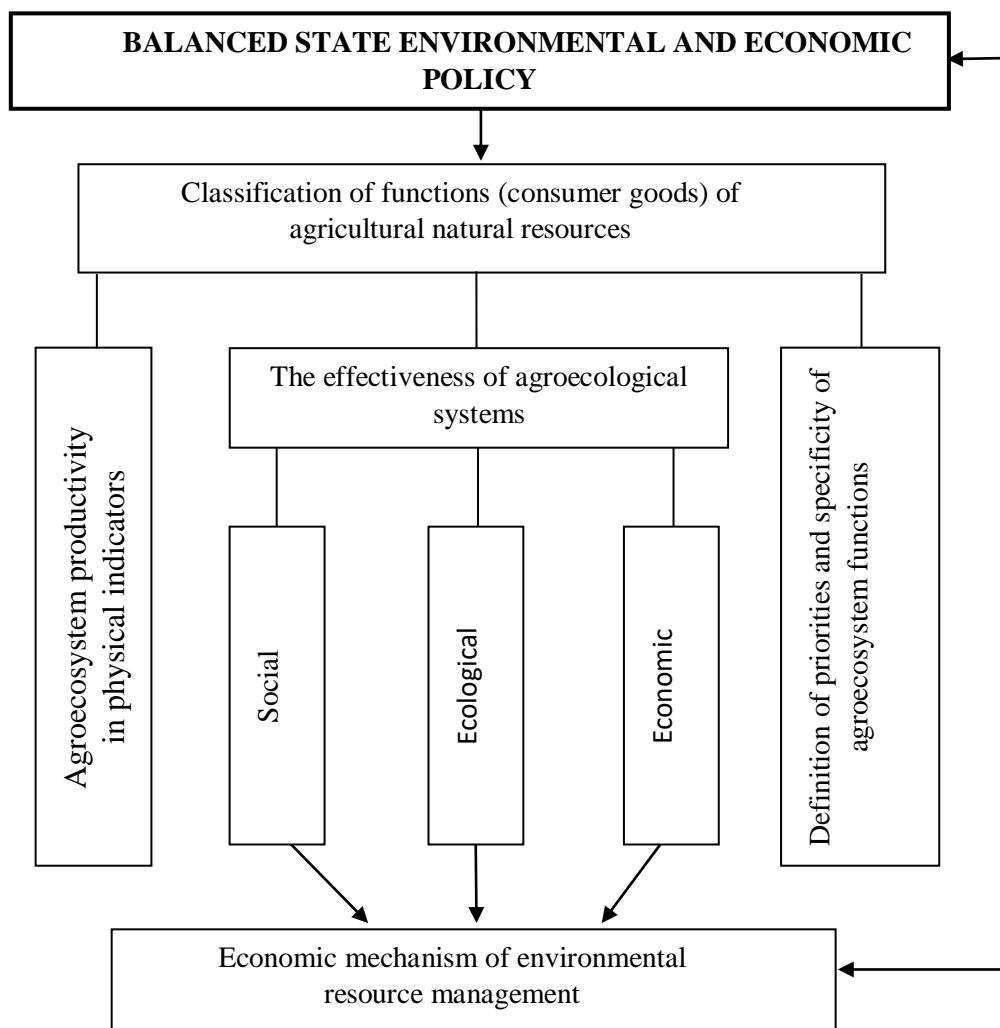 BALANCED STATE ENVIRONMENTAL AND ECONOMIC
POLICY
Classification of functions (consumer goods) of
agricultural natural resources
Agroecosystem productivity
in physical indicators
The effectiveness of agroecological
systems
Social
Ecological
Economic
Definition of priorities and specificity of
agroecosystem functions
Economic mechanism of environmental
resource management